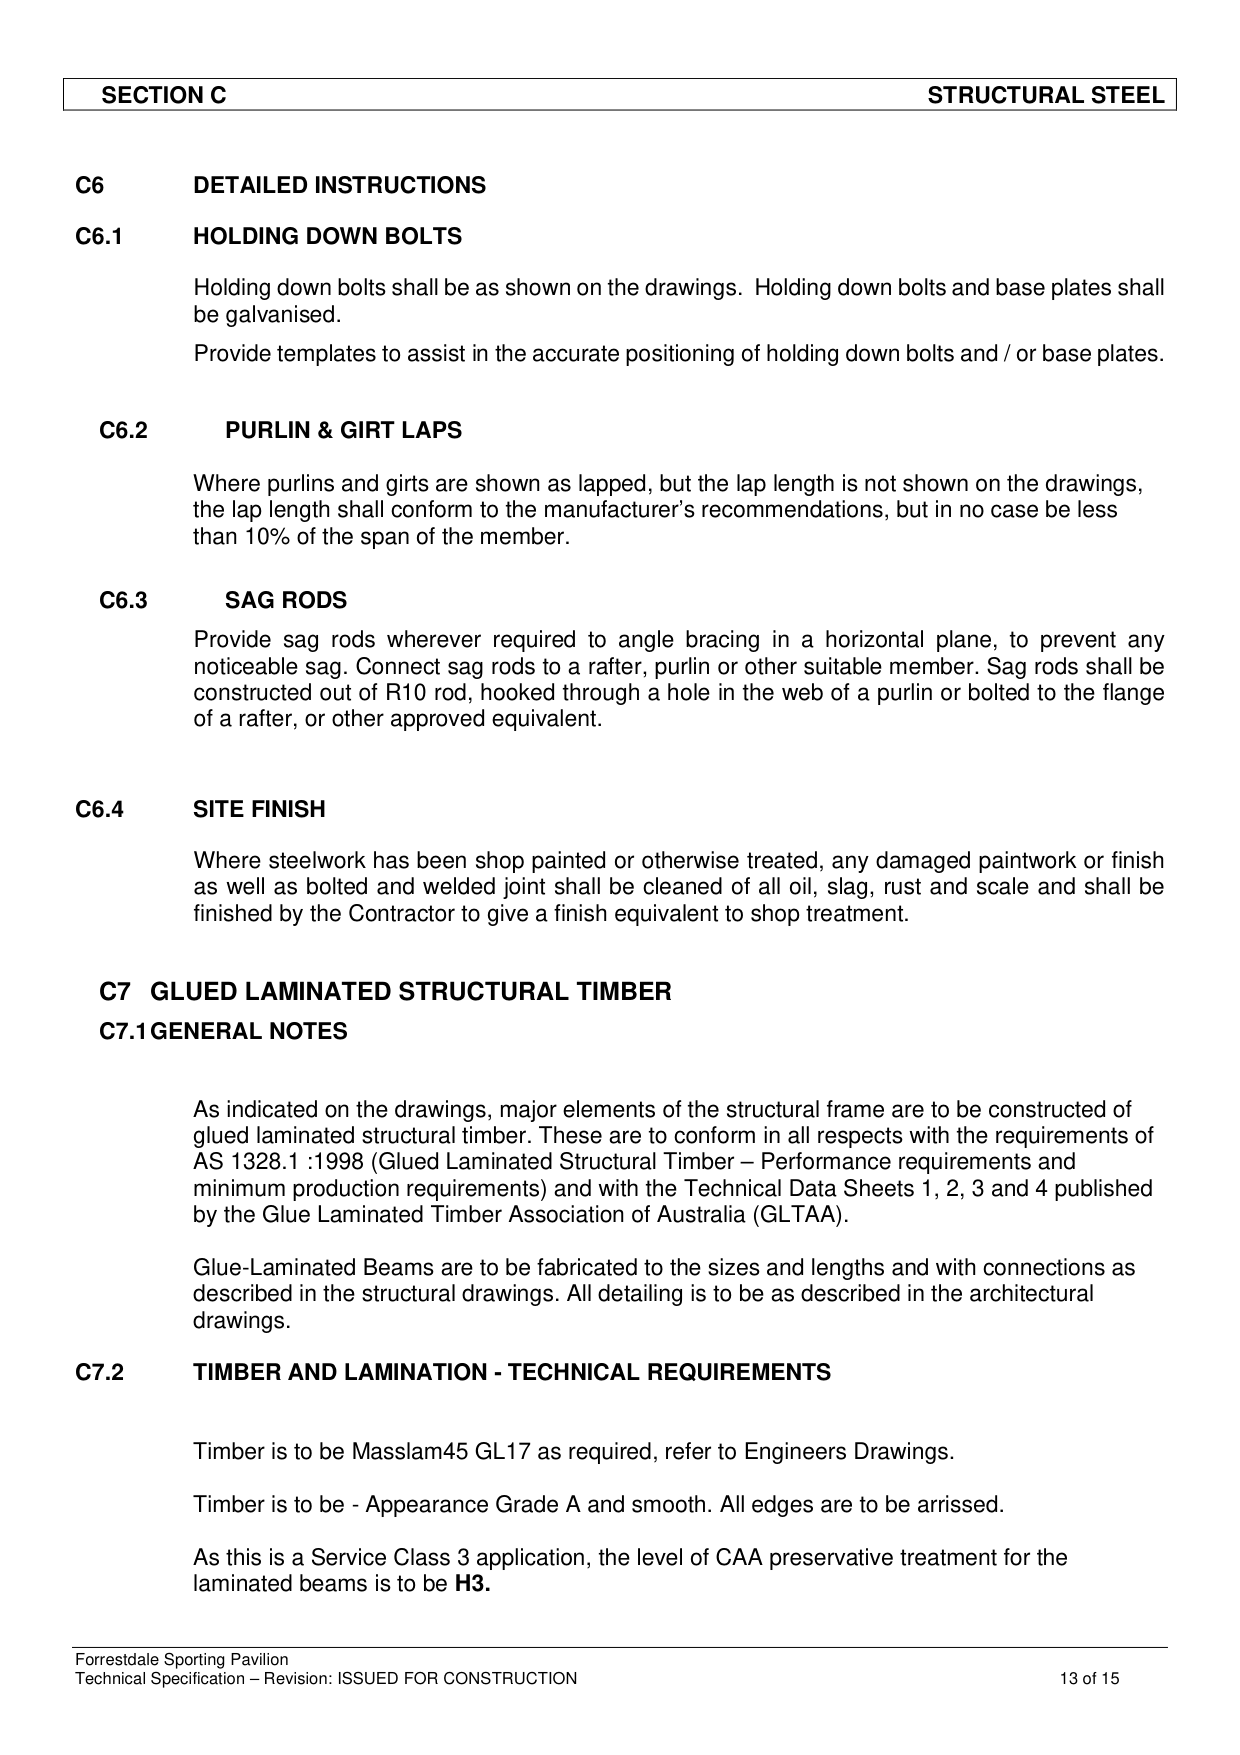 SECTION C STRUCTURAL STEEL
C6 DETAILED INSTRUCTIONS
C6.1 HOLDING DOWN BOLTS
Holding down bolts shall be as shown on the drawings.  Holding down bolts and base plates shall
be galvanised.
Provide templates to assist in the accurate positioning of holding down bolts and / or base plates.
C6.2 PURLIN & GIRT LAPS
Where purlins and girts are shown as lapped, but the lap length is not shown on the drawings,
the lap length shall conform to the manufacturer’s recommendations, but in no case be less
than 10% of the span of the member.
C6.3 SAG RODS
Provide sag rods wherever required to angle bracing in a horizontal plane, to prevent any
noticeable sag. Connect sag rods to a rafter, purlin or other suitable member. Sag rods shall be
constructed out of R10 rod, hooked through a hole in the web of a purlin or bolted to the flange
of a rafter, or other approved equivalent.
C6.4 SITE FINISH
Where steelwork has been shop painted or otherwise treated, any damaged paintwork or finish
as well as bolted and welded joint shall be cleaned of all oil, slag, rust and scale and shall be
finished by the Contractor to give a finish equivalent to shop treatment.
C7 GLUED LAMINATED STRUCTURAL TIMBER
C7.1 GENERAL NOTES
As indicated on the drawings, major elements of the structural frame are to be constructed of
glued laminated structural timber. These are to conform in all respects with the requirements of
AS 1328.1 :1998 (Glued Laminated Structural Timber – Performance requirements and
minimum production requirements) and with the Technical Data Sheets 1, 2, 3 and 4 published
by the Glue Laminated Timber Association of Australia (GLTAA).
Glue-Laminated Beams are to be fabricated to the sizes and lengths and with connections as
described in the structural drawings. All detailing is to be as described in the architectural
drawings.
C7.2 TIMBER AND LAMINATION - TECHNICAL REQUIREMENTS
Timber is to be Masslam45 GL17 as required, refer to Engineers Drawings.
Timber is to be - Appearance Grade A and smooth. All edges are to be arrissed.
As this is a Service Class 3 application, the level of CAA preservative treatment for the
laminated beams is to be H3.
Forrestdale Sporting Pavilion
Technical Specification – Revision: ISSUED FOR CONSTRUCTION 13 of 15